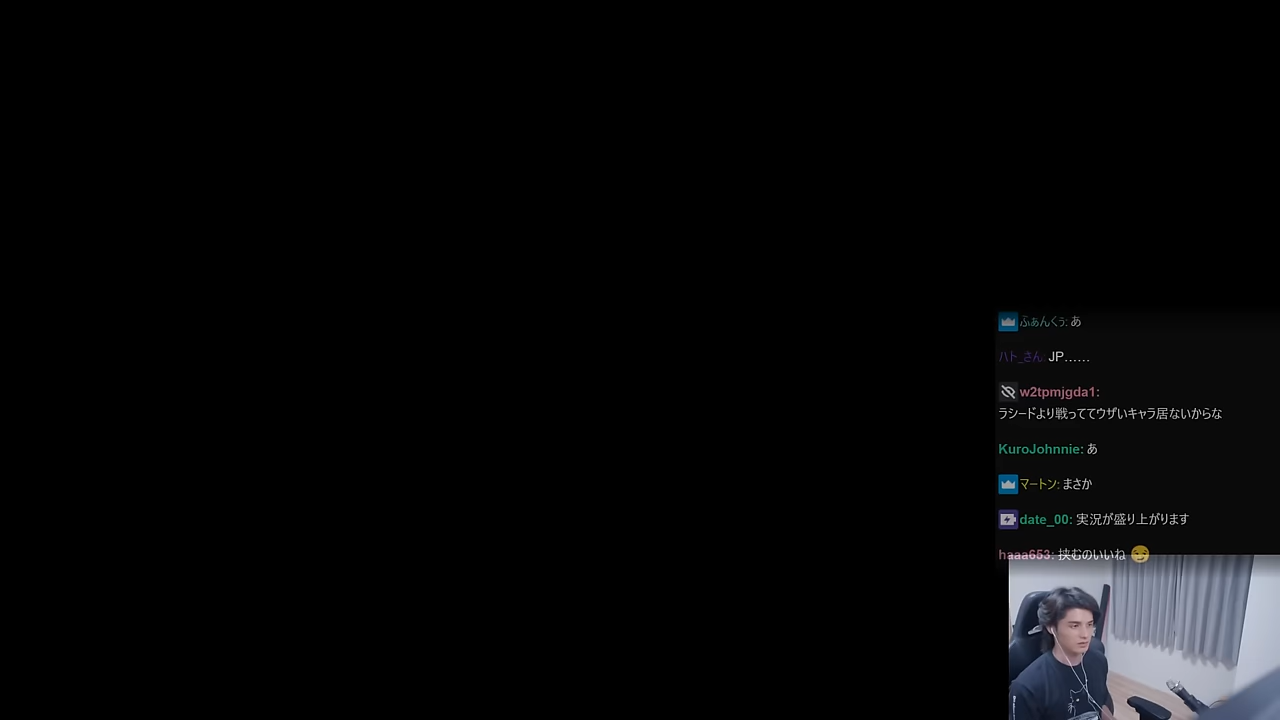 ふぁんくぅ: あ
ハト_さん: JP……
w2tpmjgda1:
ラシードより戦っててウザいキャラ居ないからな
KuroJohnnie: あ
マートン: まさか
date_00: 実況が盛り上がります
haaa653: 挟むのいいね 😏